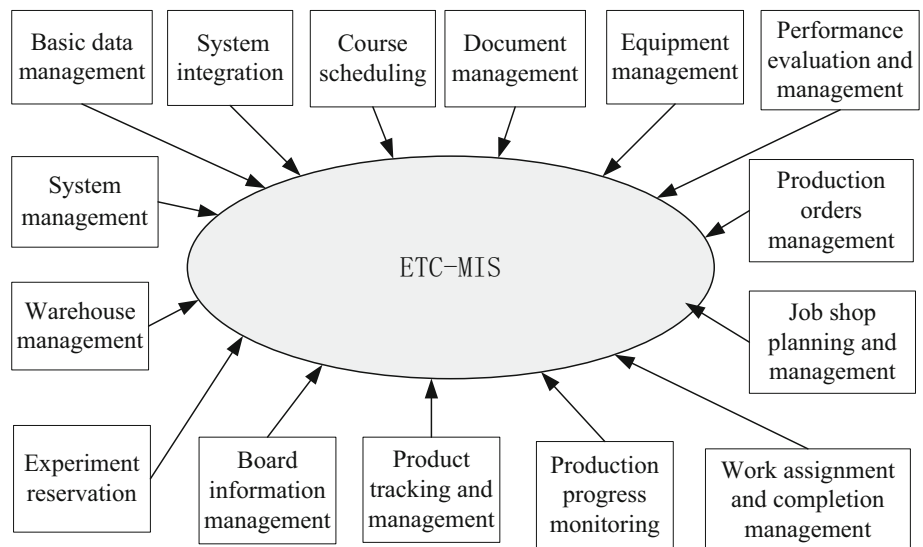 Basic data
management
System
integration
Course
scheduling
Document
management
Equipment
management
Performance
evaluation and
management
System
management
Production
orders
management
ETC-MIS
Warehouse
management
Job shop
planning and
management
Experiment
reservation
Board
information
management
Product
tracking and
management
Production
progress
monitoring
Work assignment
and completion
management